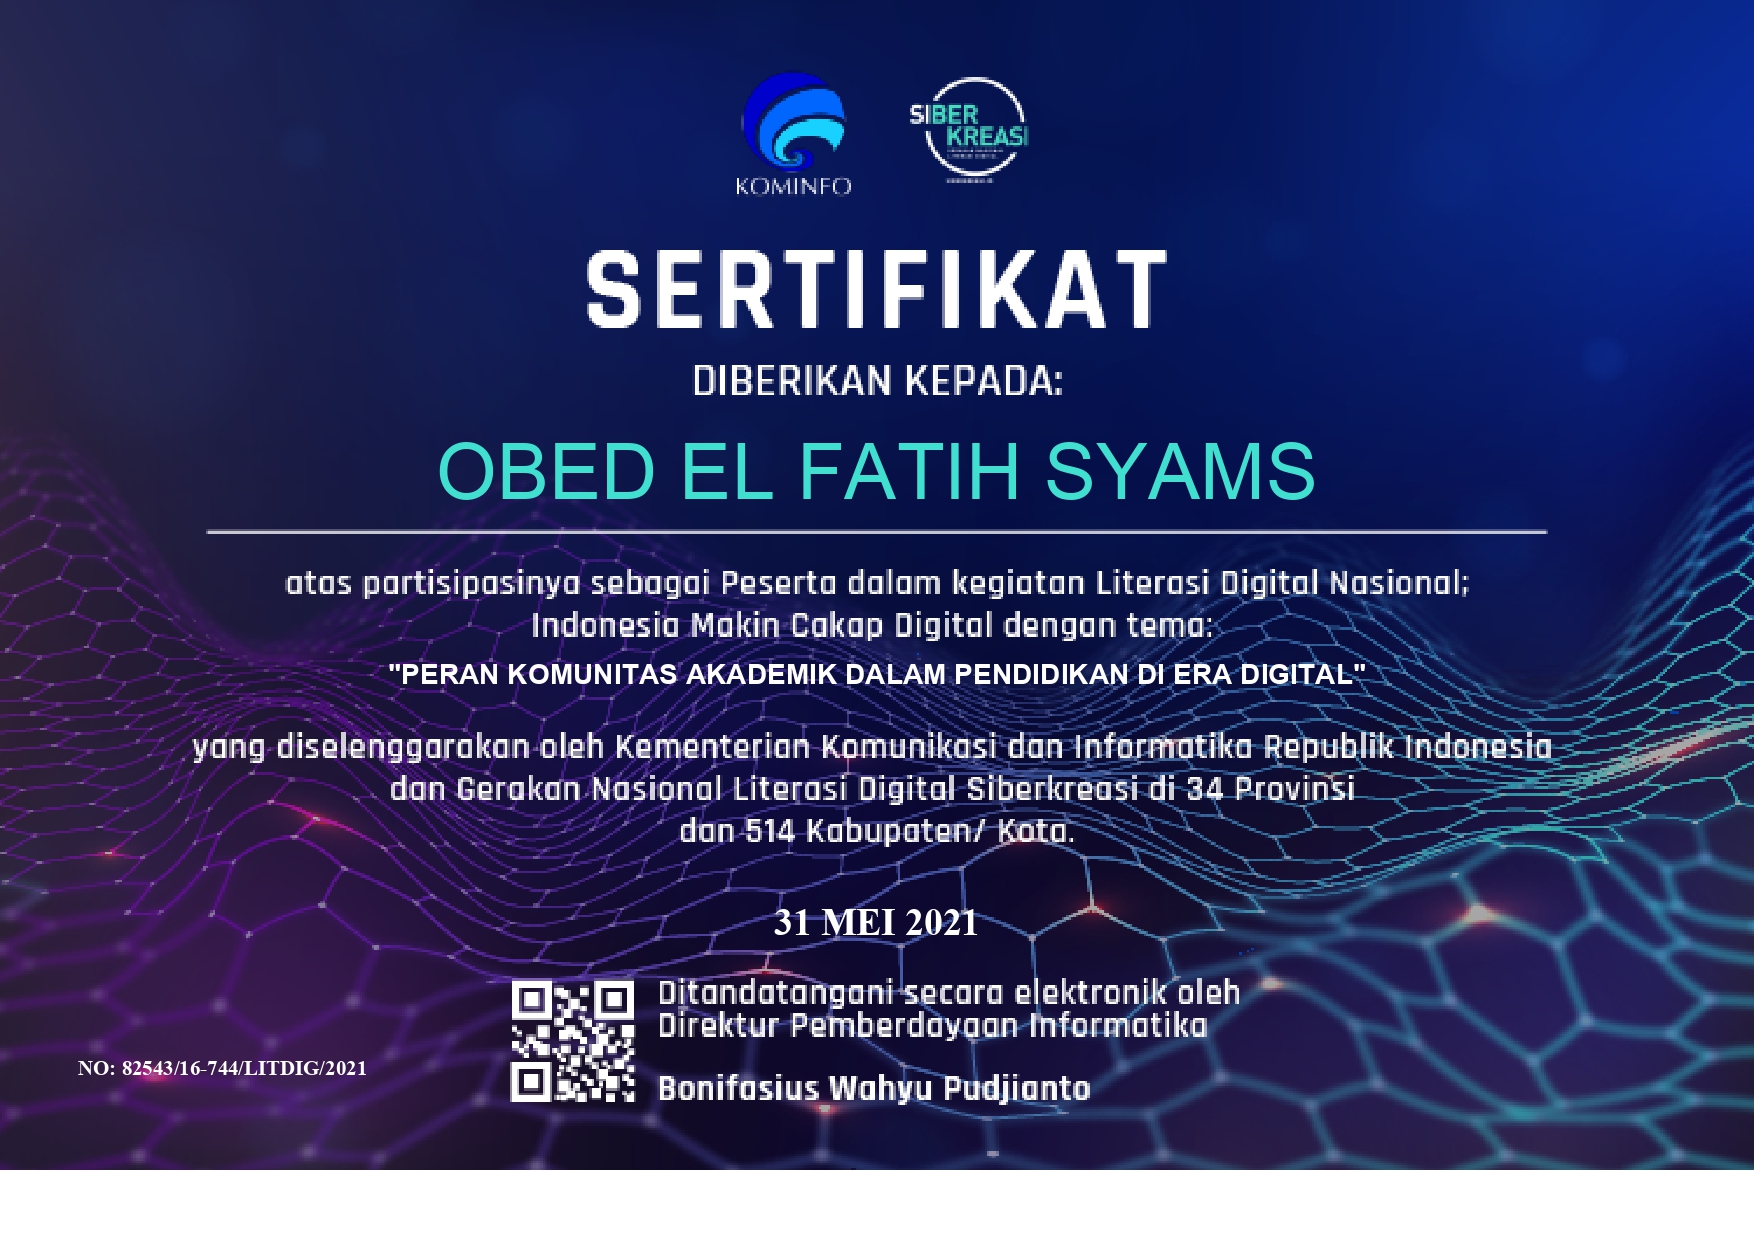 KOMINFO
SIBER
KREASI
SERTIFIKAT
DIBERIKAN KEPADA:
OBED EL FATIH SYAMS
atas partisipasinya sebagai Peserta dalam kegiatan Literasi Digital Nasional;
Indonesia Makin Cakap Digital dengan tema:
"PERAN KOMUNITAS AKADEMIK DALAM PENDIDIKAN DI ERA DIGITAL"
yang diselenggarakan oleh Kementerian Komunikasi dan Informatika Republik Indonesia
dan Gerakan Nasional Literasi Digital Siberkreasi di 34 Provinsi
dan 514 Kabupaten/ Kota.
31 MEI 2021
Ditandatangani secara elektronik oleh
Direktur Pemberdayaan Informatika
Bonifasius Wahyu Pudjianto
NO: 82543/16-744/LITDIG/2021